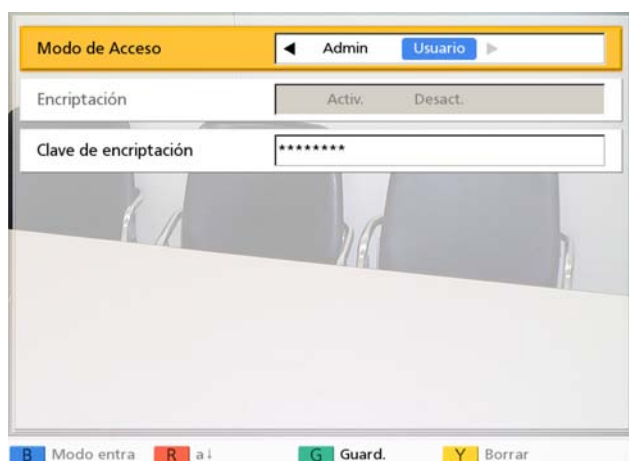 Modo de Acceso ◀ Admin Usuario ▶
Encriptación Activ. Desact.
Clave de encriptación ********
B Modo entra R a↓ G Guard. Y Borrar